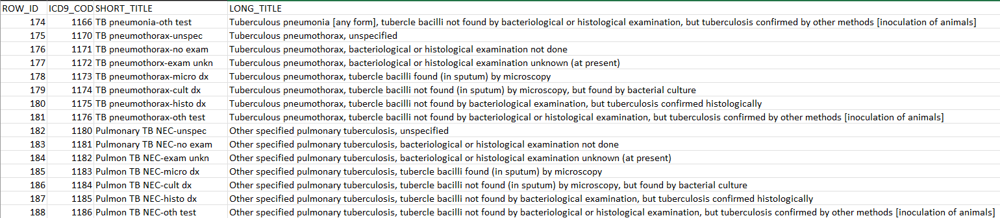 ROW_ID ICD9_COD SHORT_TITLE LONG_TITLE
174 1166 TB pneumonia-oth test Tuberculous pneumonia [any form], tubercle bacilli not found by bacteriological or histological examination, but tuberculosis confirmed by other methods [inoculation of animals]
175 1170 TB pneumothorax-unspec Tuberculous pneumothorax, unspecified
176 1171 TB pneumothorax-no exam Tuberculous pneumothorax, bacteriological or histological examination not done
177 1172 TB pneumothorx-exam unkn Tuberculous pneumothorax, bacteriological or histological examination unknown (at present)
178 1173 TB pneumothorax-micro dx Tuberculous pneumothorax, tubercle bacilli found (in sputum) by microscopy
179 1174 TB pneumothorax-cult dx Tuberculous pneumothorax, tubercle bacilli not found (in sputum) by microscopy, but found by bacterial culture
180 1175 TB pneumothorax-histo dx Tuberculous pneumothorax, tubercle bacilli not found by bacteriological examination, but tuberculosis confirmed histologically
181 1176 TB pneumothorax-oth test Tuberculous pneumothorax, tubercle bacilli not found by bacteriological or histological examination, but tuberculosis confirmed by other methods [inoculation of animals]
182 1180 Pulmonary TB NEC-unspec Other specified pulmonary tuberculosis, unspecified
183 1181 Pulmonary TB NEC-no exam Other specified pulmonary tuberculosis, bacteriological or histological examination not done
184 1182 Pulmon TB NEC-exam unkn Other specified pulmonary tuberculosis, bacteriological or histological examination unknown (at present)
185 1183 Pulmon TB NEC-micro dx Other specified pulmonary tuberculosis, tubercle bacilli found (in sputum) by microscopy
186 1184 Pulmon TB NEC-cult dx Other specified pulmonary tuberculosis, tubercle bacilli not found (in sputum) by microscopy, but found by bacterial culture
187 1185 Pulmon TB NEC-histo dx Other specified pulmonary tuberculosis, tubercle bacilli not found by bacteriological examination, but tuberculosis confirmed histologically
188 1186 Pulmon TB NEC-oth test Other specified pulmonary tuberculosis, tubercle bacilli not found by bacteriological or histological examination, but tuberculosis confirmed by other methods [inoculation of animals]